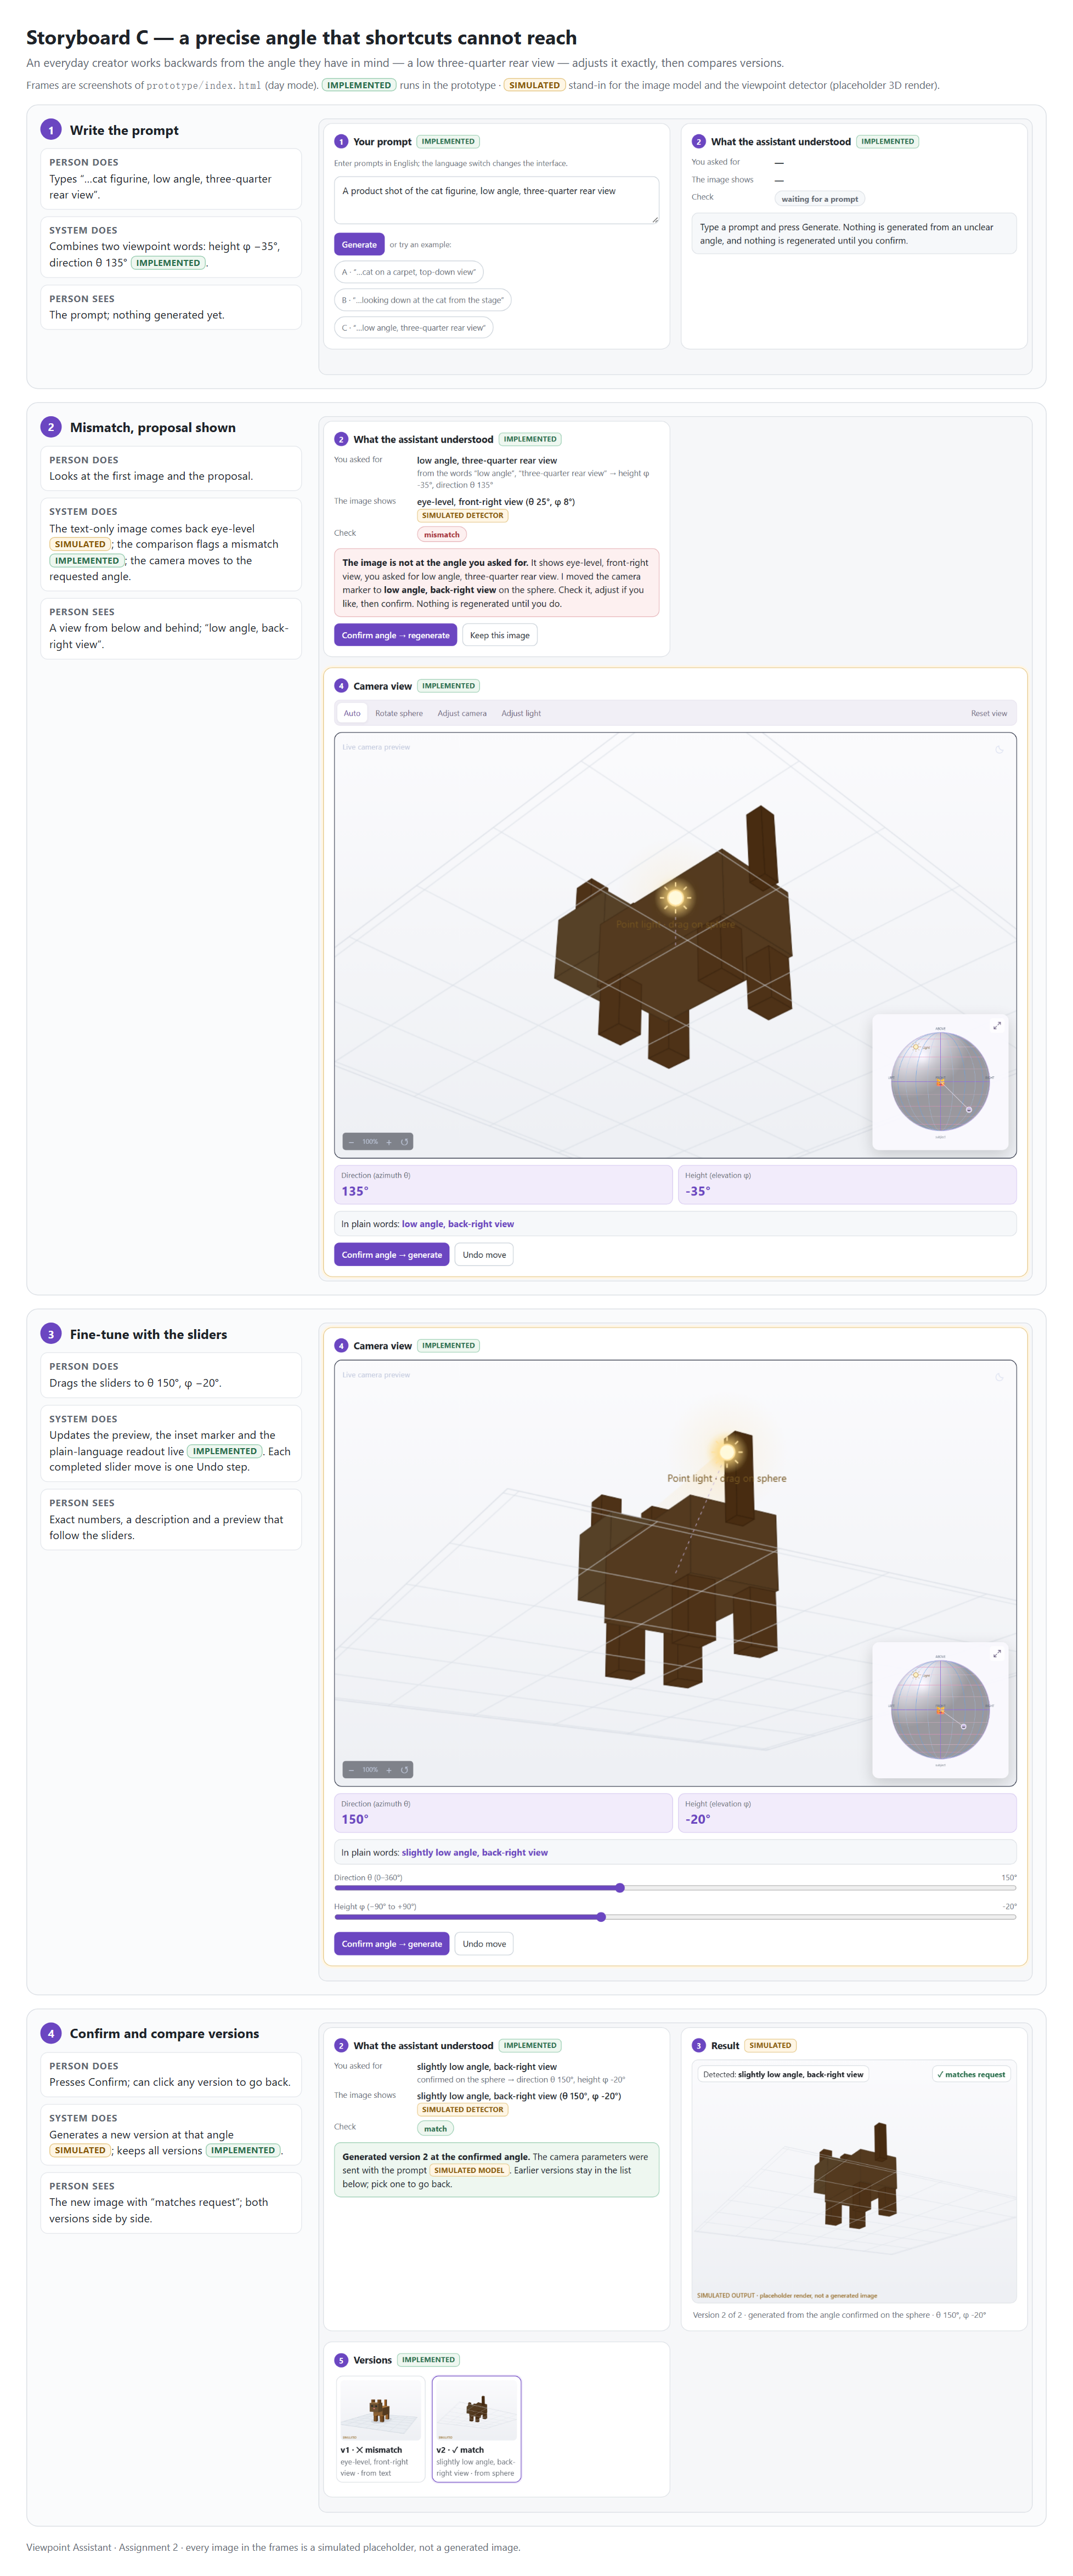 Storyboard C — a precise angle that shortcuts cannot reach
An everyday creator works backwards from the angle they have in mind — a low three-quarter rear view — adjusts it exactly, then compares versions.
Frames are screenshots of prototype/index.html (day mode). IMPLEMENTED runs in the prototype · SIMULATED stand-in for the image model and the viewpoint detector (placeholder 3D render).
1 Write the prompt
PERSON DOES
Types “…cat figurine, low angle, three-quarter
rear view”.
SYSTEM DOES
Combines two viewpoint words: height φ −35°,
direction θ 135° IMPLEMENTED.
PERSON SEES
The prompt; nothing generated yet.
1 Your prompt IMPLEMENTED
Enter prompts in English; the language switch changes the interface.
A product shot of the cat figurine, low angle, three-quarter rear view
Generate or try an example:
A · “…cat on a carpet, top-down view”
B · “…looking down at the cat from the stage”
C · “…low angle, three-quarter rear view”
2 What the assistant understood IMPLEMENTED
You asked for —
The image shows —
Check waiting for a prompt
Type a prompt and press Generate. Nothing is generated from an unclear
angle, and nothing is regenerated until you confirm.
2 Mismatch, proposal shown
PERSON DOES
Looks at the first image and the proposal.
SYSTEM DOES
The text-only image comes back eye-level
SIMULATED; the comparison flags a mismatch
IMPLEMENTED; the camera moves to the
requested angle.
PERSON SEES
A view from below and behind; “low angle, back-
right view”.
2 What the assistant understood IMPLEMENTED
You asked for low angle, three-quarter rear view
from the words “low angle”, “three-quarter rear view” → height φ
-35°, direction θ 135°
The image shows eye-level, front-right view (θ 25°, φ 8°)
SIMULATED DETECTOR
Check mismatch
The image is not at the angle you asked for. It shows eye-level, front-right
view, you asked for low angle, three-quarter rear view. I moved the camera
marker to low angle, back-right view on the sphere. Check it, adjust if you
like, then confirm. Nothing is regenerated until you do.
Confirm angle → regenerate Keep this image
4 Camera view IMPLEMENTED
Auto Rotate sphere Adjust camera Adjust light Reset view
Live camera preview
Point light · drag on sphere
− 100% + ↺
Direction (azimuth θ)
135°
Height (elevation φ)
-35°
In plain words: low angle, back-right view
Confirm angle → generate Undo move
3 Fine-tune with the sliders
PERSON DOES
Drags the sliders to θ 150°, φ −20°.
SYSTEM DOES
Updates the preview, the inset marker and the
plain-language readout live IMPLEMENTED. Each
completed slider move is one Undo step.
PERSON SEES
Exact numbers, a description and a preview that
follow the sliders.
4 Camera view IMPLEMENTED
Live camera preview
Point light · drag on sphere
− 100% + ↺
Direction (azimuth θ)
150°
Height (elevation φ)
-20°
In plain words: slightly low angle, back-right view
Direction θ (0–360°) 150°
Height φ (−90° to +90°) -20°
Confirm angle → generate Undo move
4 Confirm and compare versions
PERSON DOES
Presses Confirm; can click any version to go back.
SYSTEM DOES
Generates a new version at that angle
SIMULATED; keeps all versions IMPLEMENTED.
PERSON SEES
The new image with “matches request”; both
versions side by side.
2 What the assistant understood IMPLEMENTED
You asked for slightly low angle, back-right view
confirmed on the sphere → direction θ 150°, height φ -20°
The image shows slightly low angle, back-right view (θ 150°, φ -20°)
SIMULATED DETECTOR
Check match
Generated version 2 at the confirmed angle. The camera parameters were
sent with the prompt SIMULATED MODEL. Earlier versions stay in the list
below; pick one to go back.
3 Result SIMULATED
Detected: slightly low angle, back-right view ✓ matches request
SIMULATED OUTPUT · placeholder render, not a generated image
Version 2 of 2 · generated from the angle confirmed on the sphere · θ 150°, φ -20°
5 Versions IMPLEMENTED
v1 · ✕ mismatch
eye-level, front-right
view · from text
v2 · ✓ match
slightly low angle, back-
right view · from sphere
Viewpoint Assistant · Assignment 2 · every image in the frames is a simulated placeholder, not a generated image.